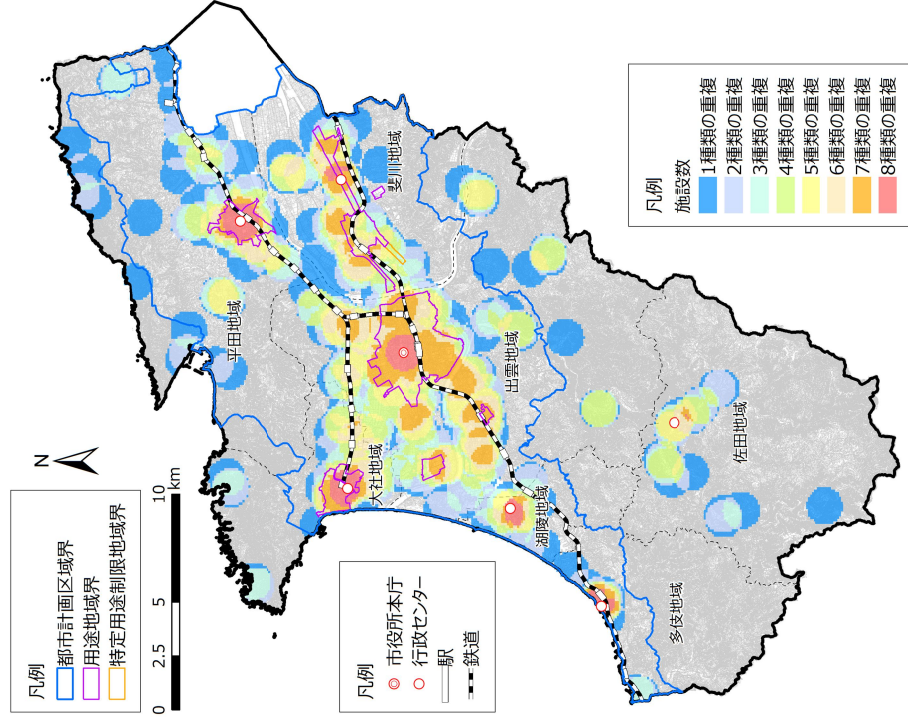 凡例
都市計画区域界
用途地域界
特定用途制限地域界
0
2.5
5
10
km
N
凡例
市役所本庁
行政センター
駅
鉄道
平田地域
斐川地域
大社地域
出雲地域
湖陵地域
佐田地域
多伎地域
凡例
施設数
1種類の重複
2種類の重複
3種類の重複
4種類の重複
5種類の重複
6種類の重複
7種類の重複
8種類の重複